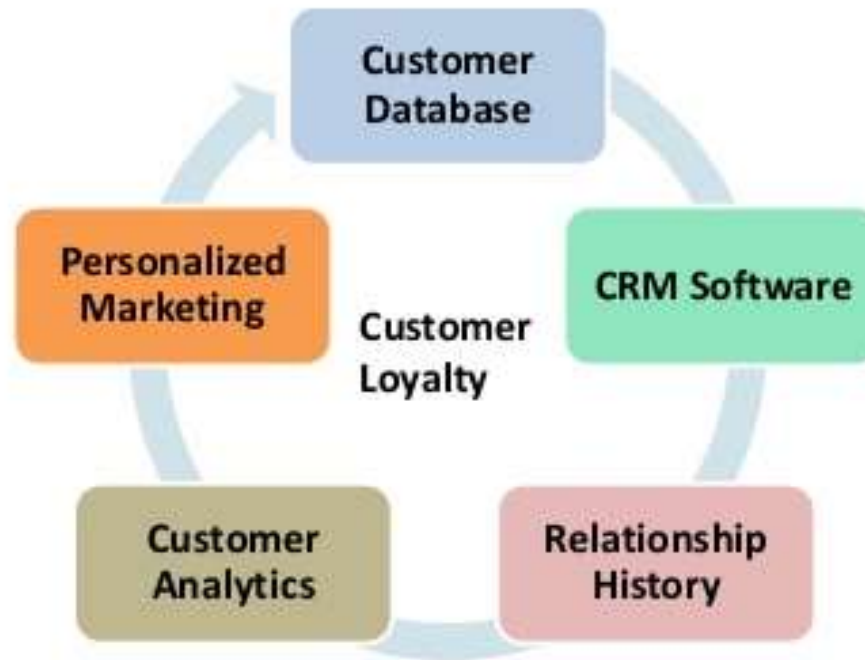 Customer
Database
CRM Software
Relationship
History
Customer
Analytics
Personalized
Marketing
Customer
Loyalty